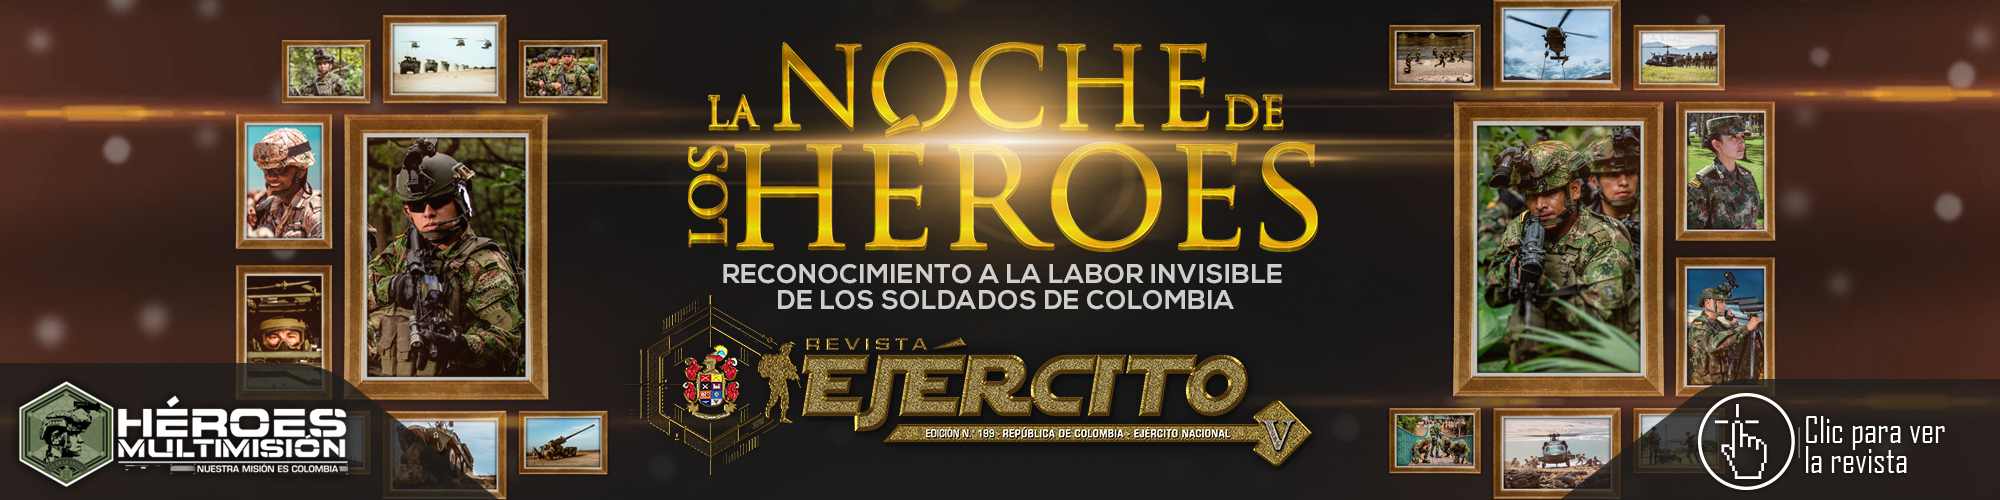 LA NOCHE DE
LOS HÉROES
RECONOCIMIENTO A LA LABOR INVISIBLE
DE LOS SOLDADOS DE COLOMBIA
REVISTA
EJÉRCITO
EDICIÓN N.° 199 - REPÚBLICA DE COLOMBIA - EJÉRCITO NACIONAL
V
HÉROES
MULTIMISIÓN
NUESTRA MISIÓN ES COLOMBIA
Clic para ver
la revista